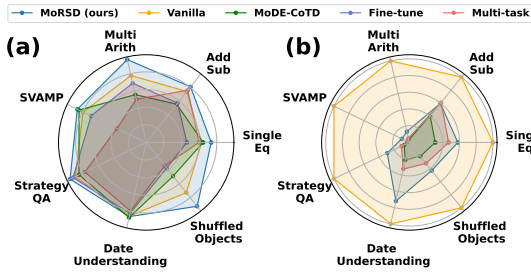 MoRSD (ours) Vanilla MoDE-CoTD Fine-tune Multi-task
(a)
Multi
Arith
Add
Sub
SVAMP
Single
Eq
Strategy
QA
Shuffled
Objects
Date
Understanding
(b)
Multi
Arith
Add
Sub
SVAMP
Single
Eq
Strategy
QA
Shuffled
Objects
Date
Understanding